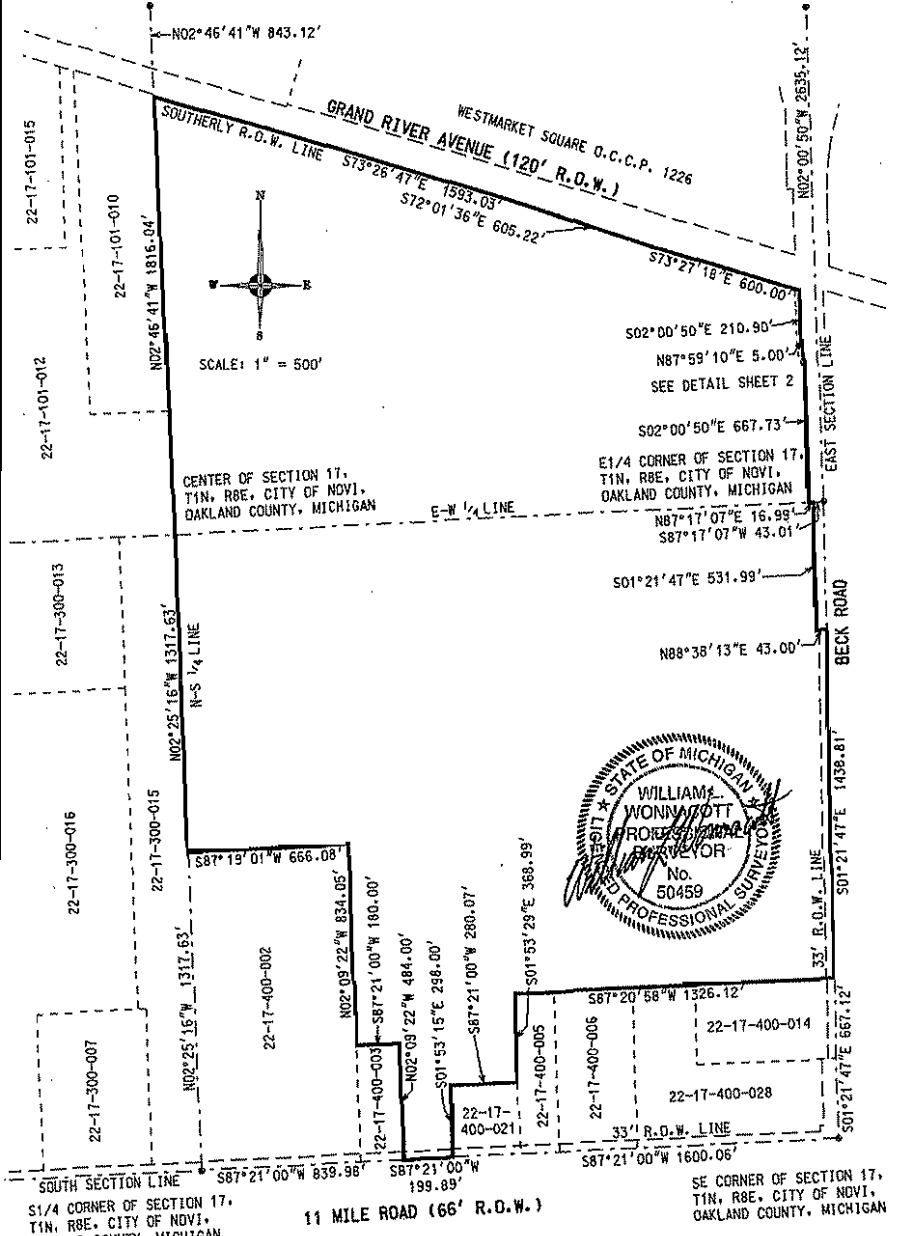 N02°46'41"W 843.12'
WESTMARKET SQUARE O.C.C.P. 1226
GRAND RIVER AVENUE (120' R.O.W.)
SOUTHERLY R.O.W. LINE
S73°26'47"E 1593.03'
S72°01'36"E 605.22'
S73°27'18"E 600.00'
N02°00'50"W 2635.12'
22-17-101-015
22-17-101-010
N02°46'41"W 1816.04'
22-17-101-012
N
W E
S
SCALE: 1" = 500'
S02°00'50"E 210.90'
N87°59'10"E 5.00'
SEE DETAIL SHEET 2
S02°00'50"E 667.73'
EAST SECTION LINE
E1/4 CORNER OF SECTION 17,
T1N, R8E, CITY OF NOVI,
OAKLAND COUNTY, MICHIGAN
CENTER OF SECTION 17,
T1N, R8E, CITY OF NOVI,
OAKLAND COUNTY, MICHIGAN
E-W 1/4 LINE
N87°17'07"E 16.99'
S87°17'07"W 43.01'
S01°21'47"E 531.99'
N88°38'13"E 43.00'
BECK ROAD
22-17-300-013
N02°25'16"W 1317.63'
N-S 1/4 LINE
22-17-300-016
22-17-300-015
STATE OF MICHIGAN
WILLIAM L.
WONNACOTT
PROFESSIONAL
SURVEYOR
No.
50459
LICENSED PROFESSIONAL SURVEYOR
S01°21'47"E 1438.81'
33' R.O.W. LINE
S87°19'01"W 666.08'
N02°09'22"W 834.05'
S87°21'00"W 180.00'
N02°09'22"W 484.00'
S01°53'15"E 298.00'
S87°21'00"W 280.07'
S01°53'29"E 368.99'
S87°20'58"W 1326.12'
22-17-400-002
N02°25'16"W 1317.63'
22-17-300-007
22-17-400-003
22-17-
400-021
22-17-400-005
22-17-400-006
22-17-400-014
22-17-400-028
S01°21'47"E 667.12'
33' R.O.W. LINE
SOUTH SECTION LINE
S87°21'00"W 839.98'
S87°21'00"W
199.89'
S87°21'00"W 1600.06'
S1/4 CORNER OF SECTION 17,
T1N, R8E, CITY OF NOVI,
COUNTY, MICHIGAN
11 MILE ROAD (66' R.O.W.)
SE CORNER OF SECTION 17,
T1N, R8E, CITY OF NOVI,
OAKLAND COUNTY, MICHIGAN